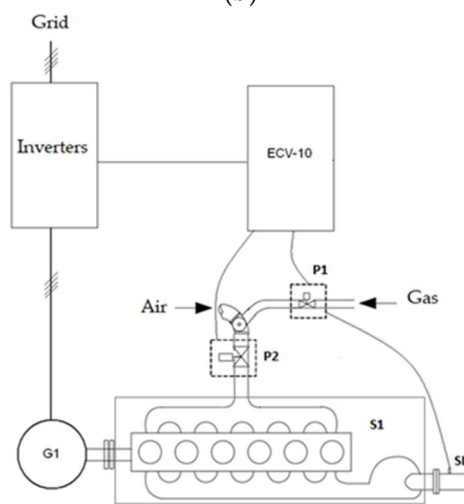 (b)
Grid
Inverters
ECV-10
P1
Air
Gas
P2
S1
G1